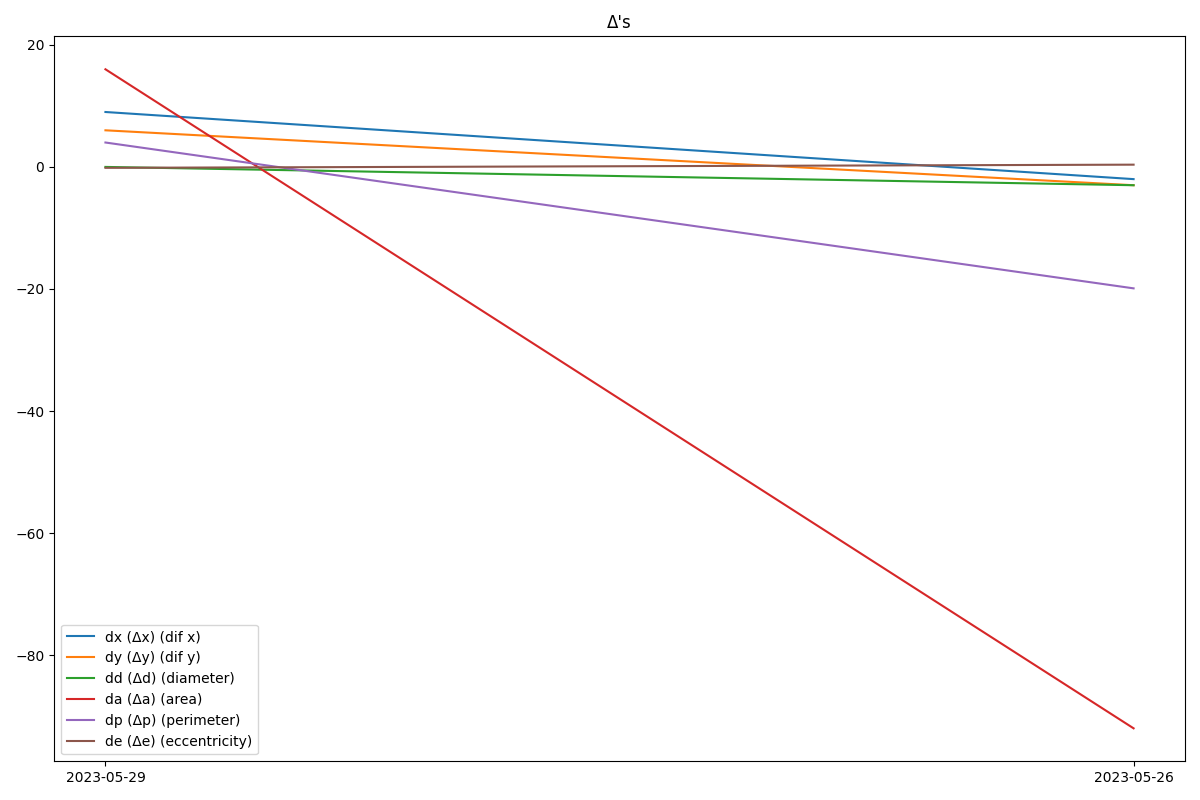 Δ's
20
0
−20
−40
−60
−80
dx (Δx) (dif x)
dy (Δy) (dif y)
dd (Δd) (diameter)
da (Δa) (area)
dp (Δp) (perimeter)
de (Δe) (eccentricity)
2023-05-29
2023-05-26